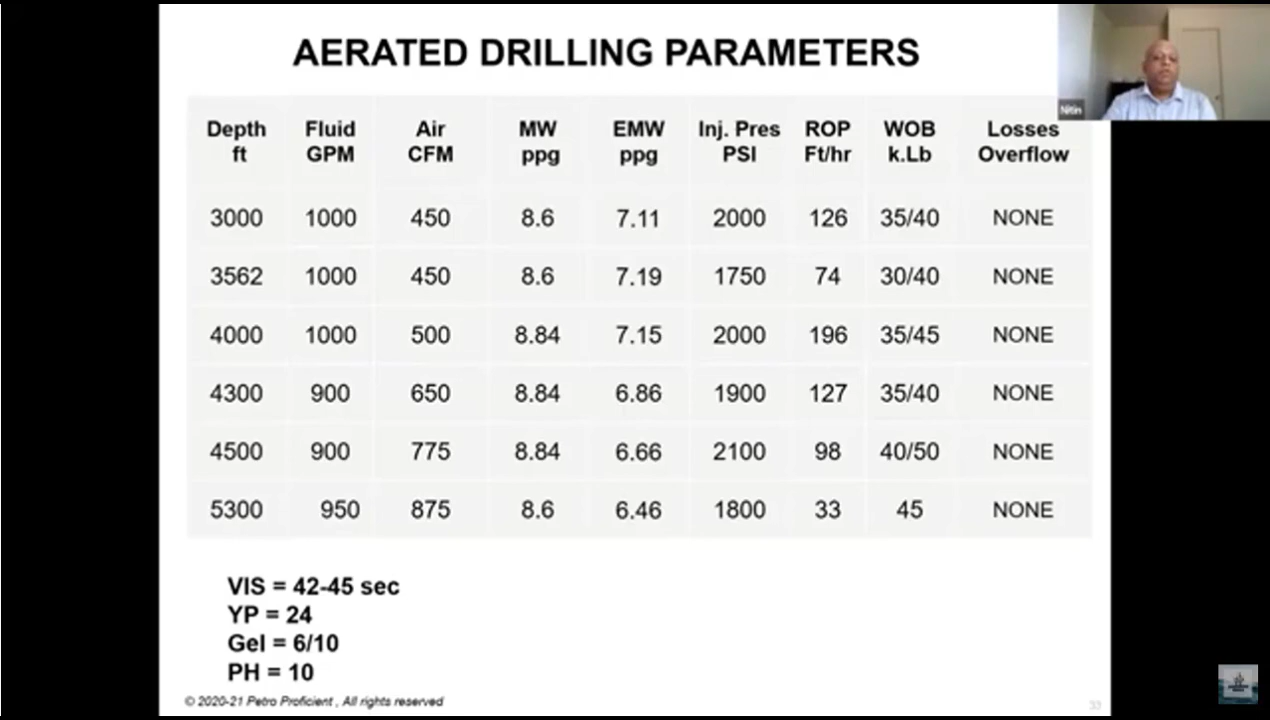 AERATED DRILLING PARAMETERS
Nitin
Depth ft Fluid GPM Air CFM MW ppg EMW ppg Inj. Pres PSI ROP Ft/hr WOB k.Lb Losses Overflow
3000 1000 450 8.6 7.11 2000 126 35/40 NONE
3562 1000 450 8.6 7.19 1750 74 30/40 NONE
4000 1000 500 8.84 7.15 2000 196 35/45 NONE
4300 900 650 8.84 6.86 1900 127 35/40 NONE
4500 900 775 8.84 6.66 2100 98 40/50 NONE
5300 950 875 8.6 6.46 1800 33 45 NONE
VIS = 42-45 sec
YP = 24
Gel = 6/10
PH = 10
© 2020-21 Petro Proficient , All rights reserved
33